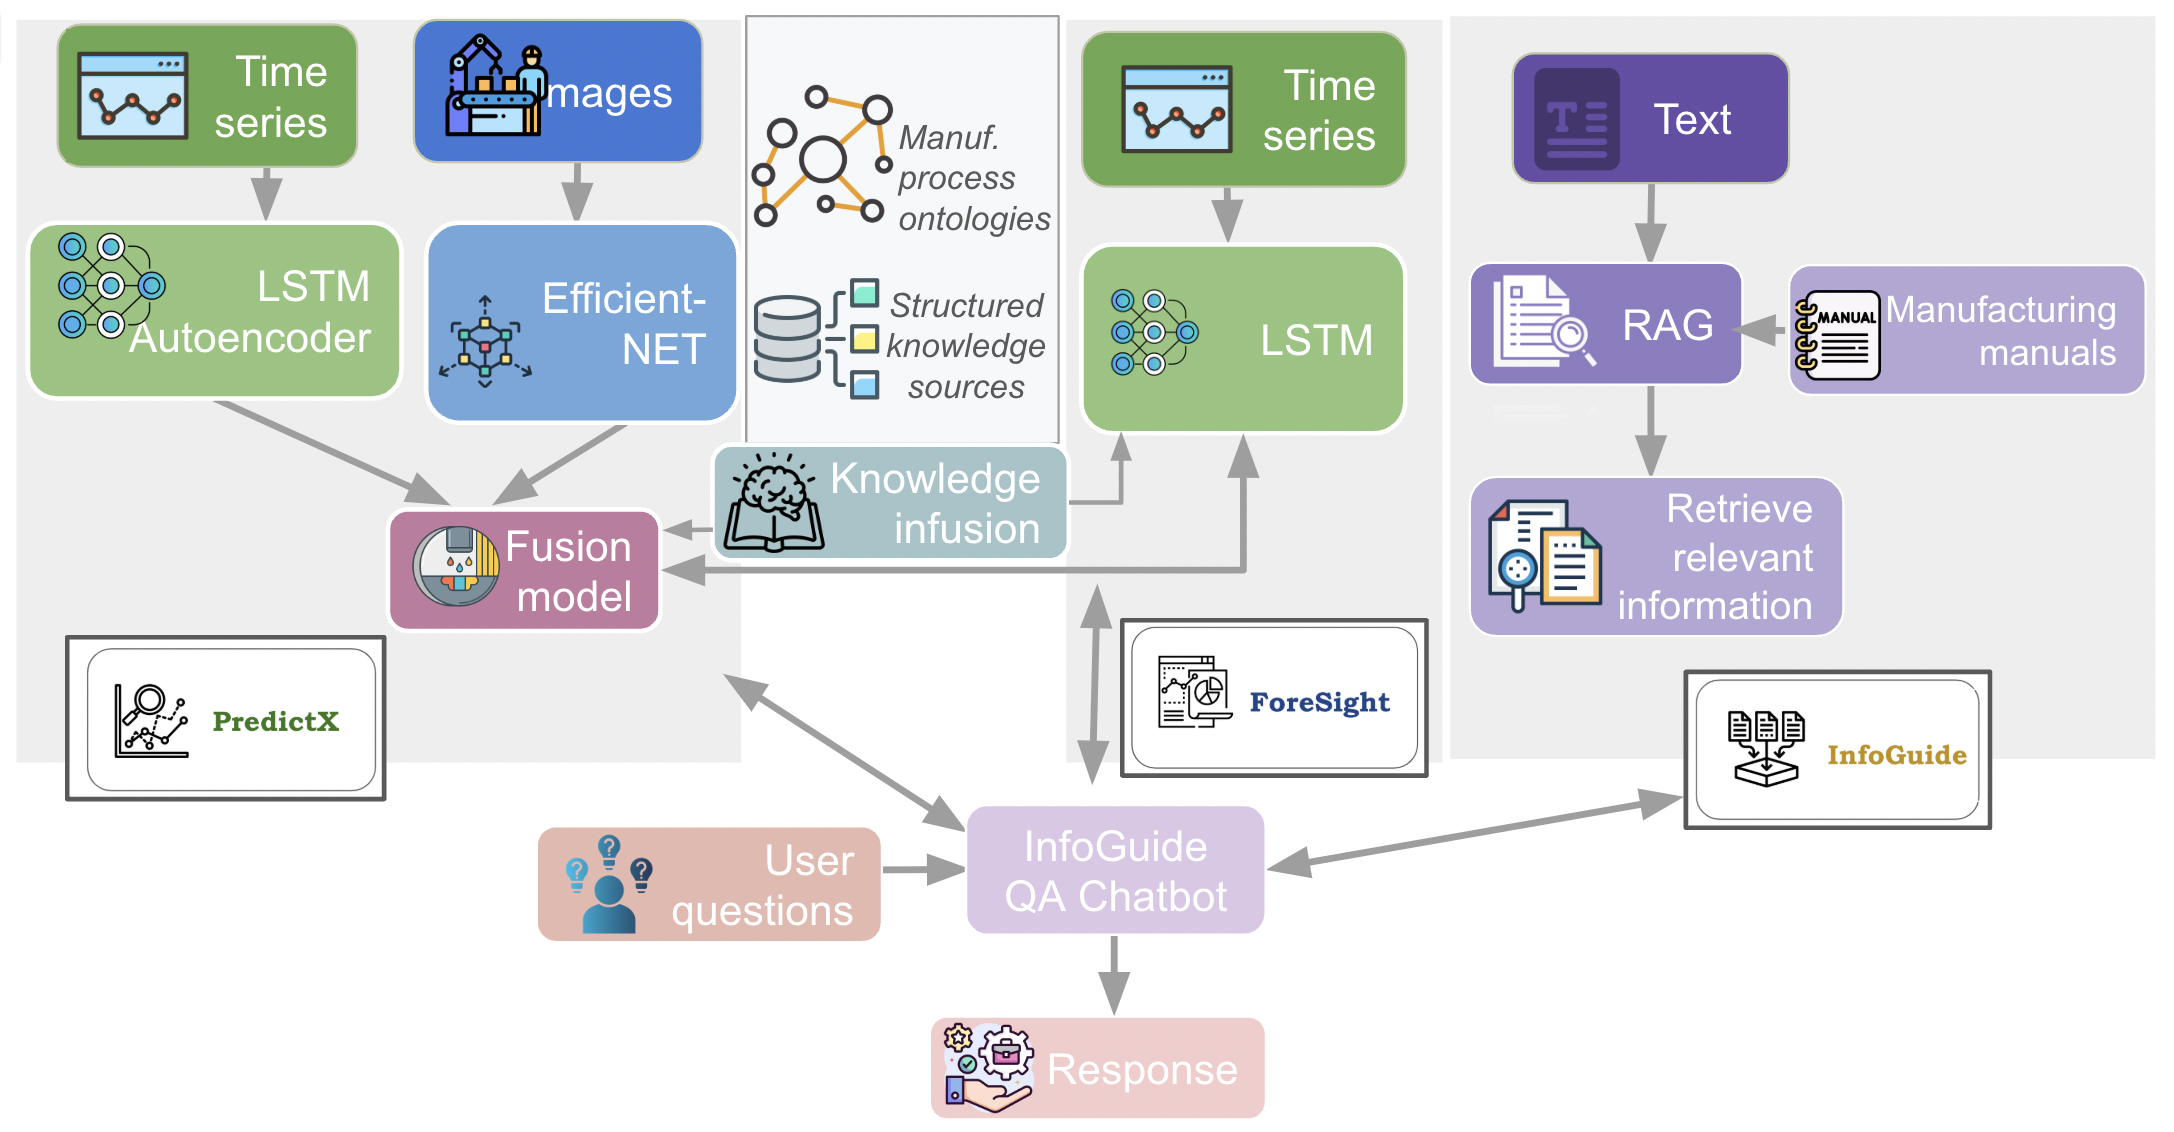 Time
series
mages
Manuf.
process
ontologies
Structured
knowledge
sources
Time
series
Text
LSTM
Autoencoder
Efficient-
NET
LSTM
RAG
MANUAL
Manufacturing
manuals
Knowledge
infusion
Fusion
model
Retrieve
relevant
information
PredictX
ForeSight
InfoGuide
User
questions
InfoGuide
QA Chatbot
Response